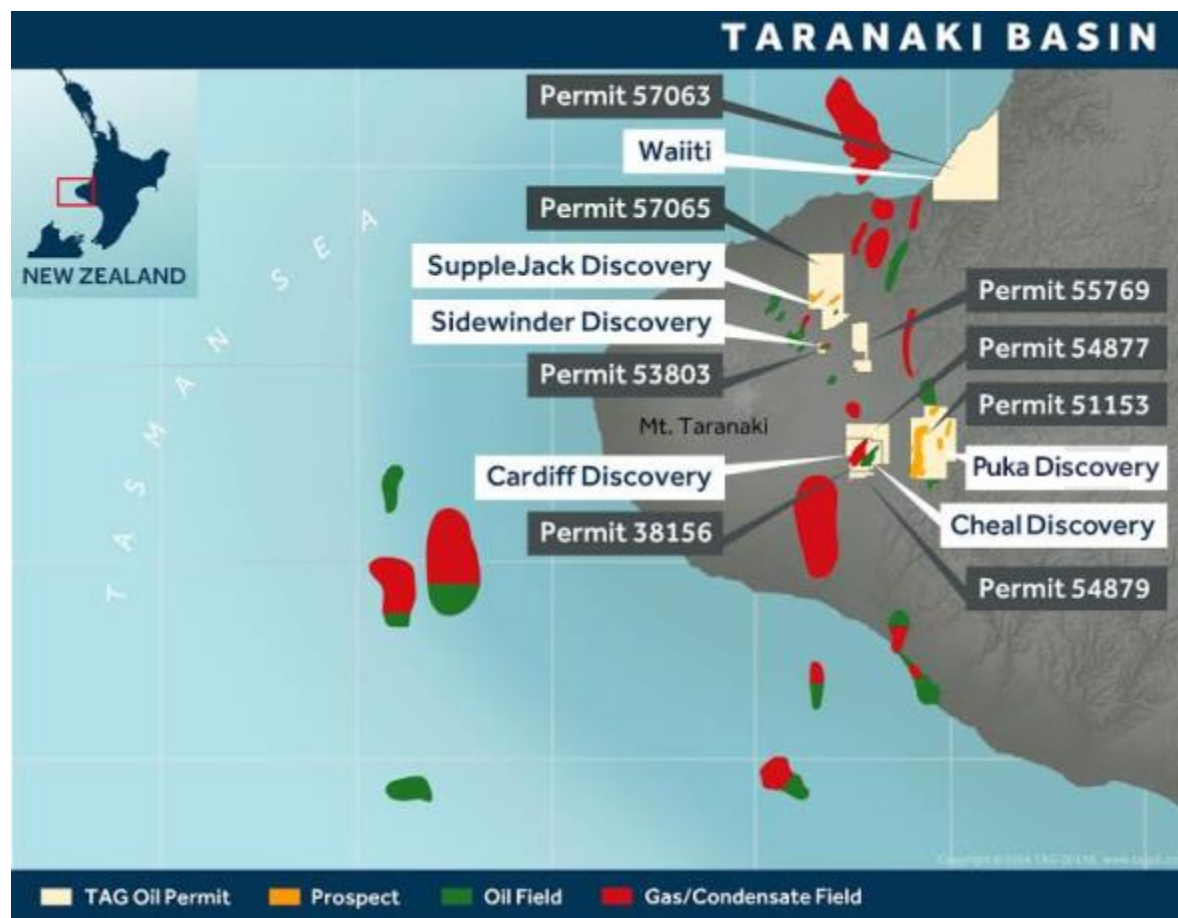 TARANAKI BASIN
NEW ZEALAND
TASMAN SEA
Permit 57063
Waiiti
Permit 57065
SuppleJack Discovery
Sidewinder Discovery
Permit 53803
Mt. Taranaki
Cardiff Discovery
Permit 38156
Permit 55769
Permit 54877
Permit 51153
Puka Discovery
Cheal Discovery
Permit 54879
TAG Oil Permit
Prospect
Oil Field
Gas/Condensate Field